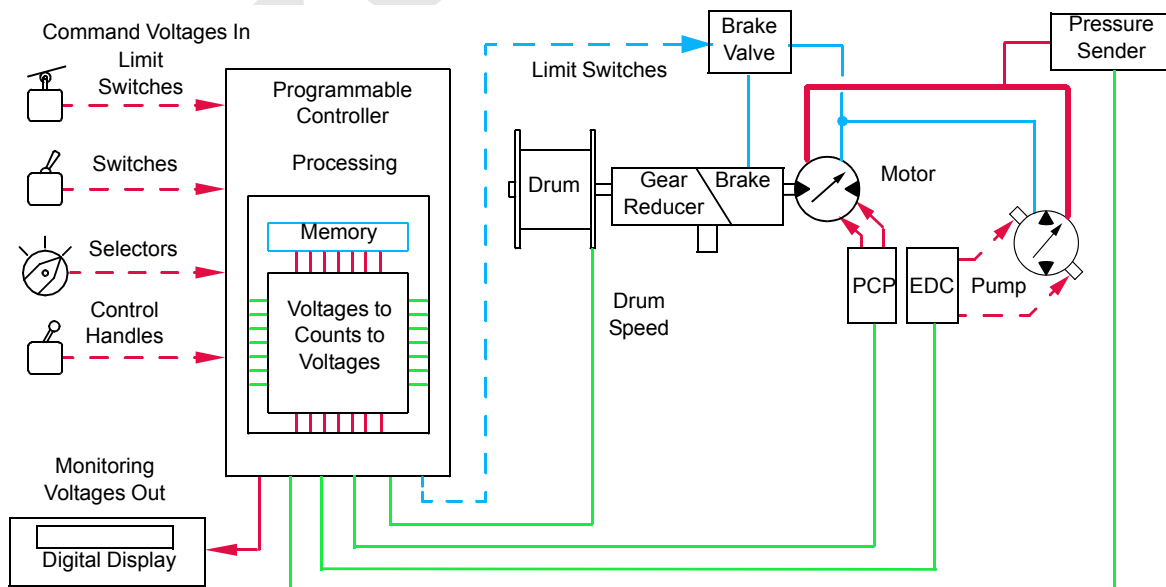 Command Voltages In
Limit
Switches
Switches
Selectors
Control
Handles
Programmable
Controller
Processing
Memory
Voltages to
Counts to
Voltages
Monitoring
Voltages Out
Digital Display
Limit Switches
Brake
Valve
Pressure
Sender
Drum
Gear
Reducer
Brake
Motor
PCP
EDC
Pump
Drum
Speed